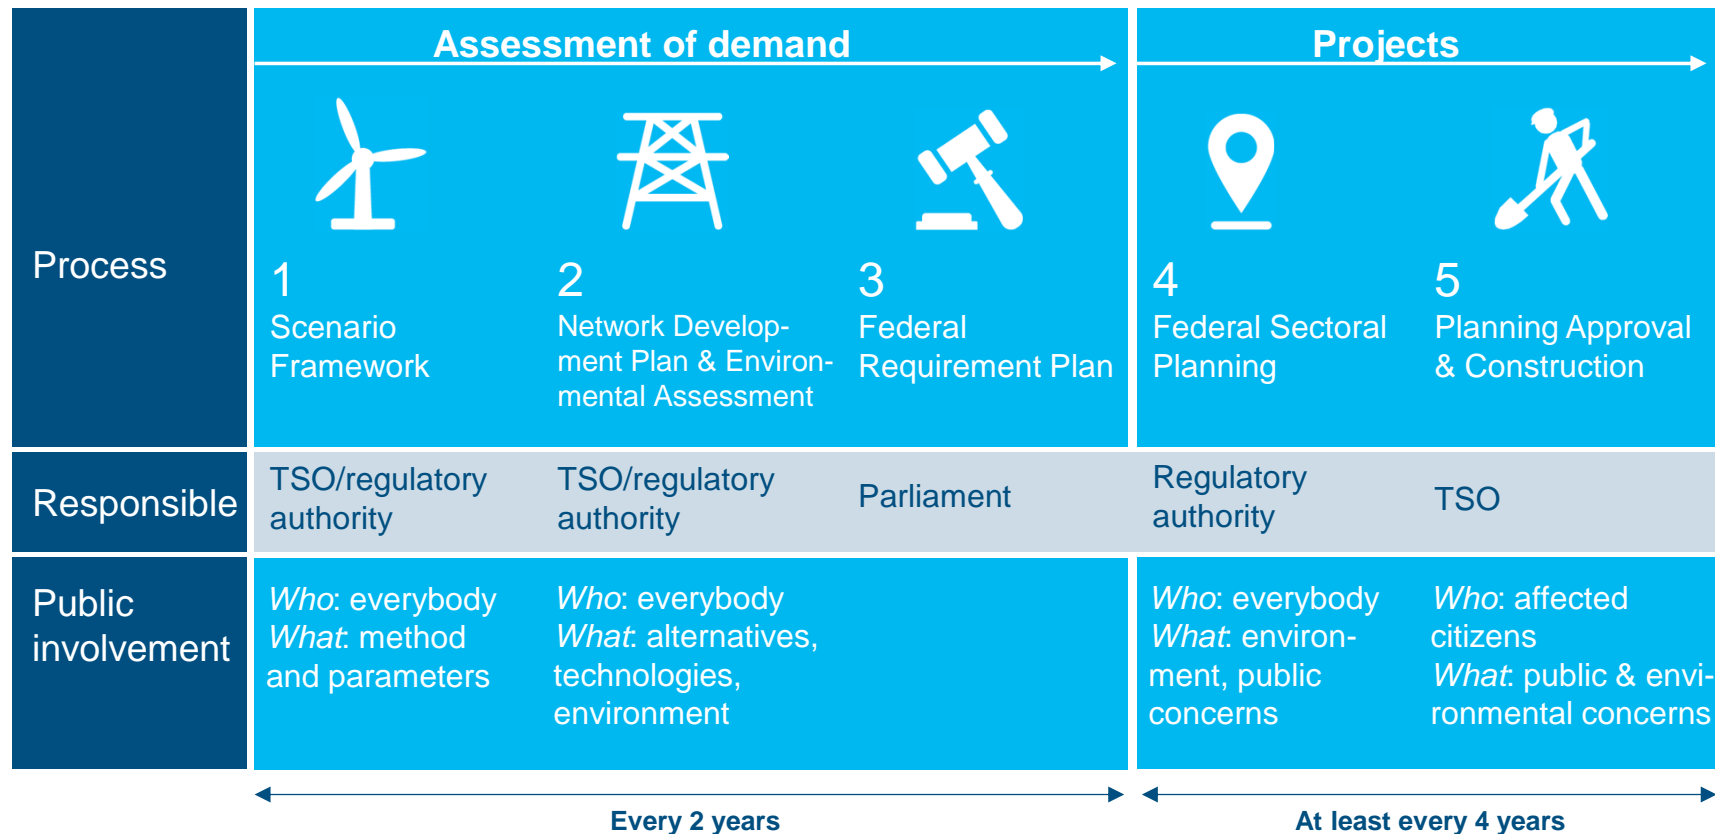 Assessment of demand
Projects
Process
1
Scenario
Framework
2
Network Develop-
ment Plan & Environ-
mental Assessment
3
Federal
Requirement Plan
4
Federal Sectoral
Planning
5
Planning Approval
& Construction
Responsible
TSO/regulatory
authority
TSO/regulatory
authority
Parliament
Regulatory
authority
TSO
Public
involvement
Who: everybody
What: method
and parameters
Who: everybody
What: alternatives,
technologies,
environment
Who: everybody
What: environ-
ment, public
concerns
Who: affected
citizens
What: public & envi-
ronmental concerns
Every 2 years
At least every 4 years